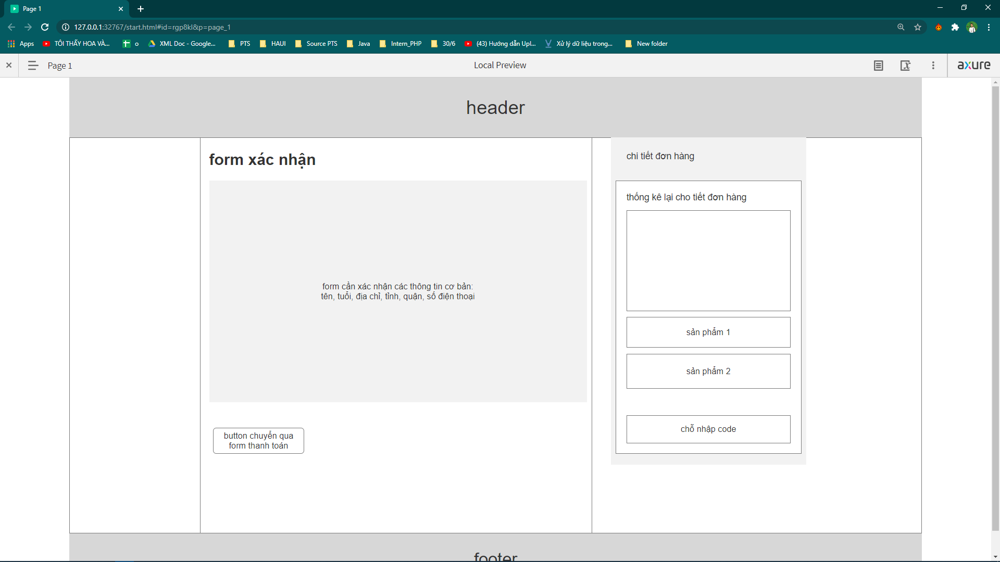 Page 1
127.0.0.1:32767/start.html#id=rgp8kl&p=page_1
Apps
TÔI THẤY HOA VÀ...
o
XML Doc - Google...
PTS
HAUI
Source PTS
Java
Intern_PHP
30/6
(43) Hướng dẫn Upl...
Xử lý dữ liệu trong...
New folder
Page 1
Local Preview
axure
header
form xác nhận
form cần xác nhận các thông tin cơ bản:
tên, tuổi, địa chỉ, tỉnh, quận, số điện thoại
button chuyển qua
form thanh toán
chi tiết đơn hàng
thống kê lại cho tiết đơn hàng
sản phẩm 1
sản phẩm 2
chỗ nhập code
footer